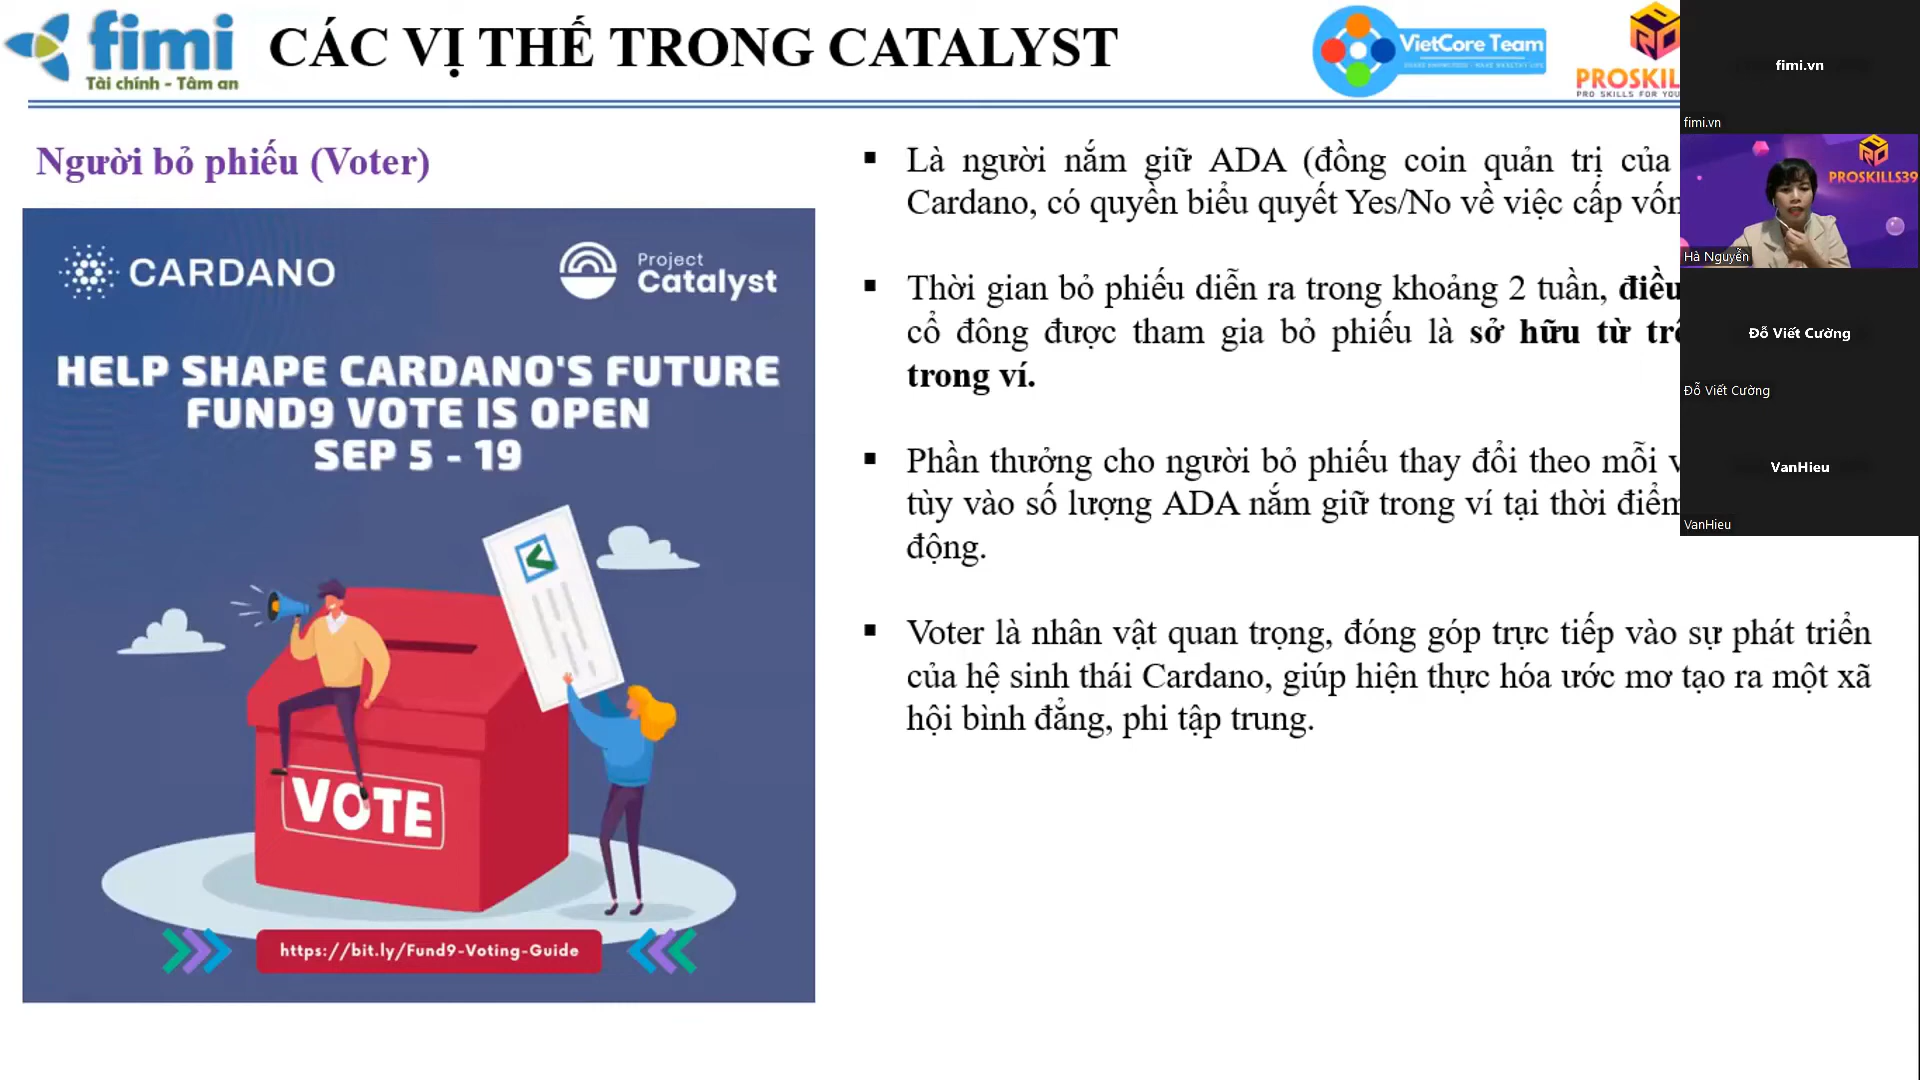 fimi
Tài chính - Tâm an
CÁC VỊ THẾ TRONG CATALYST
VietCore Team
PROSKIL
PRO SKILLS FOR YOU
fimi.vn
fimi.vn
PROSKILLS39
Hà Nguyễn
Đỗ Viết Cường
Đỗ Viết Cường
VanHieu
VanHieu
Người bỏ phiếu (Voter)
CARDANO
Project
Catalyst
HELP SHAPE CARDANO'S FUTURE
FUND9 VOTE IS OPEN
SEP 5 - 19
VOTE
https://bit.ly/Fund9-Voting-Guide
Là người nắm giữ ADA (đồng coin quản trị của
Cardano, có quyền biểu quyết Yes/No về việc cấp vốn
Thời gian bỏ phiếu diễn ra trong khoảng 2 tuần, điều
cổ đông được tham gia bỏ phiếu là sở hữu từ
trong ví.
Phần thưởng cho người bỏ phiếu thay đổi theo mỗi
tùy vào số lượng ADA nắm giữ trong ví tại thời điểm
động.
Voter là nhân vật quan trọng, đóng góp trực tiếp vào sự phát triển
của hệ sinh thái Cardano, giúp hiện thực hóa ước mơ tạo ra một xã
hội bình đẳng, phi tập trung.